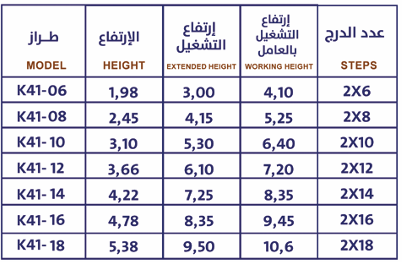 طــراز
MODEL
الإرتفاع
HEIGHT
إرتفاع
التشغيل
EXTENDED HEIGHT
إرتفاع
التشغيل
بالعامل
WORKING HEIGHT
عدد الدرج
STEPS
K41-06 1,98 3,00 4,10 2X6
K41-08 2,45 4,15 5,25 2X8
K41-10 3,10 5,30 6,40 2X10
K41-12 3,66 6,10 7,20 2X12
K41-14 4,22 7,25 8,35 2X14
K41-16 4,78 8,35 9,45 2X16
K41-18 5,38 9,50 10,6 2X18